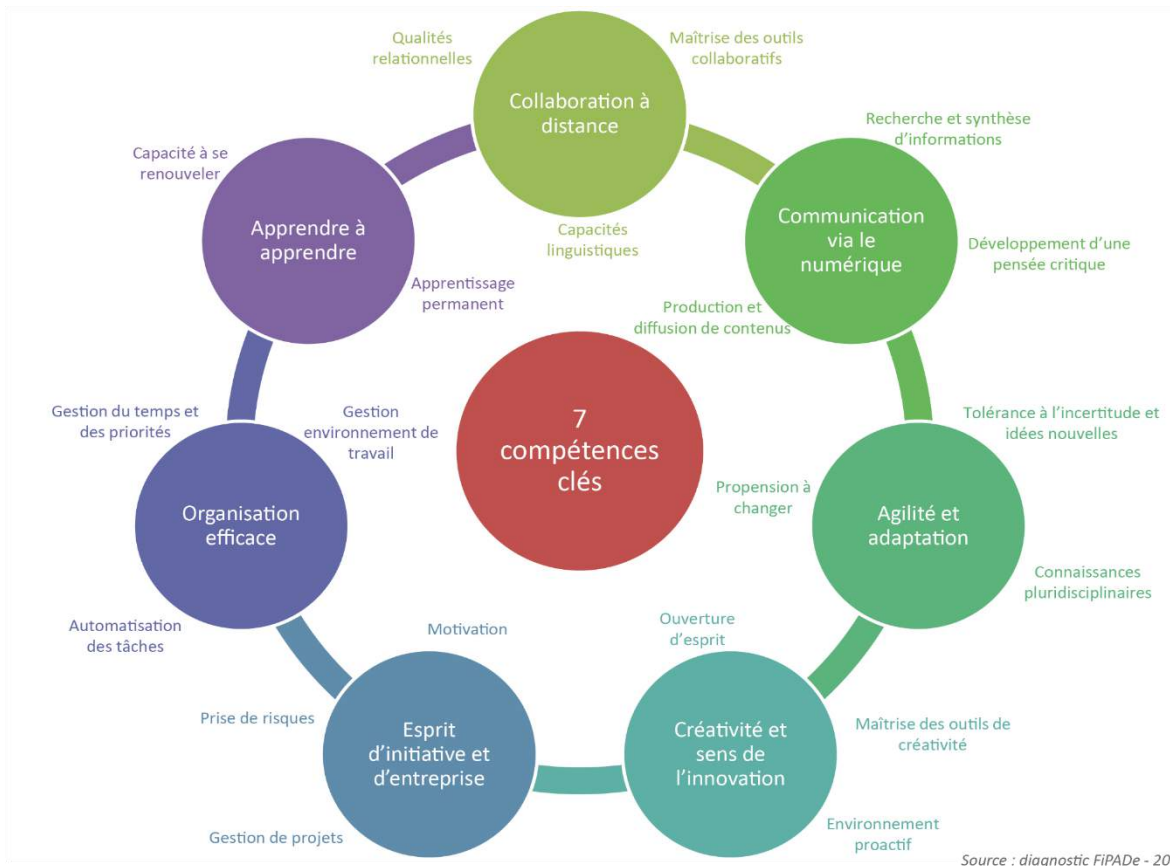 Qualités
relationnelles
Maîtrise des outils
collaboratifs
Collaboration à
distance
Capacités
linguistiques
Recherche et synthèse
d'informations
Communication
via le
numérique
Développement d'une
pensée critique
Production et
diffusion de contenus
Capacité à se
renouveler
Apprendre à
apprendre
Apprentissage
permanent
7
compétences
clés
Tolérance à l'incertitude et
idées nouvelles
Propension à
changer
Agilité et
adaptation
Connaissances
pluridisciplinaires
Gestion du temps et
des priorités
Gestion
environnement de
travail
Organisation
efficace
Automatisation
des tâches
Motivation
Prise de risques
Esprit
d'initiative et
d'entreprise
Gestion de projets
Ouverture
d'esprit
Créativité et
sens de
l'innovation
Maîtrise des outils de
créativité
Environnement
proactif
Source : diagnostic FiPADe - 20